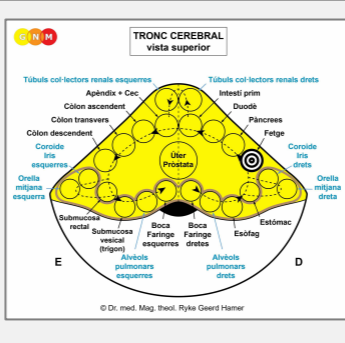 GNM
TRONC CEREBRAL
vista superior
Túbuls col·lectors renals esquerres
Túbuls col·lectors renals drets
Apèndix + Cec
Intestí prim
Còlon ascendent
Duodè
Còlon transvers
Pàncrees
Còlon descendent
Fetge
Coroide
Iris
esquerres
Coroide
Iris
drets
Úter
Pròstata
Orella
mitjana
esquerra
Orella
mitjana
dreta
Submucosa
rectal
Submucosa
vesical
(trígon)
Boca
Faringe
esquerres
Boca
Faringe
dretes
Esòfag
Estómac
Alvèols
pulmonars
esquerres
Alvèols
pulmonars
drets
E
D
© Dr. med. Mag. theol. Ryke Geerd Hamer